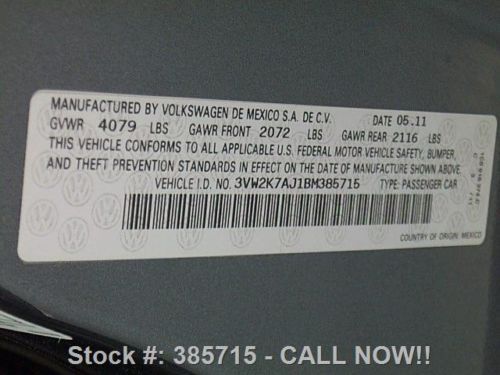 MANUFACTURED BY VOLKSWAGEN DE MEXICO S.A. DE C.V. DATE 05.11
GVWR 4079 LBS GAWR FRONT 2072 LBS GAWR REAR 2116 LBS
THIS VEHICLE CONFORMS TO ALL APPLICABLE U.S. FEDERAL MOTOR VEHICLE SAFETY, BUMPER,
AND THEFT PREVENTION STANDARDS IN EFFECT ON THE DATE OF MANUFACTURE SHOWN ABOVE.
VEHICLE I.D. NO. 3VW2K7AJ1BM385715 TYPE: PASSENGER CAR
COUNTRY OF ORIGIN: MEXICO
Stock #: 385715 - CALL NOW!!